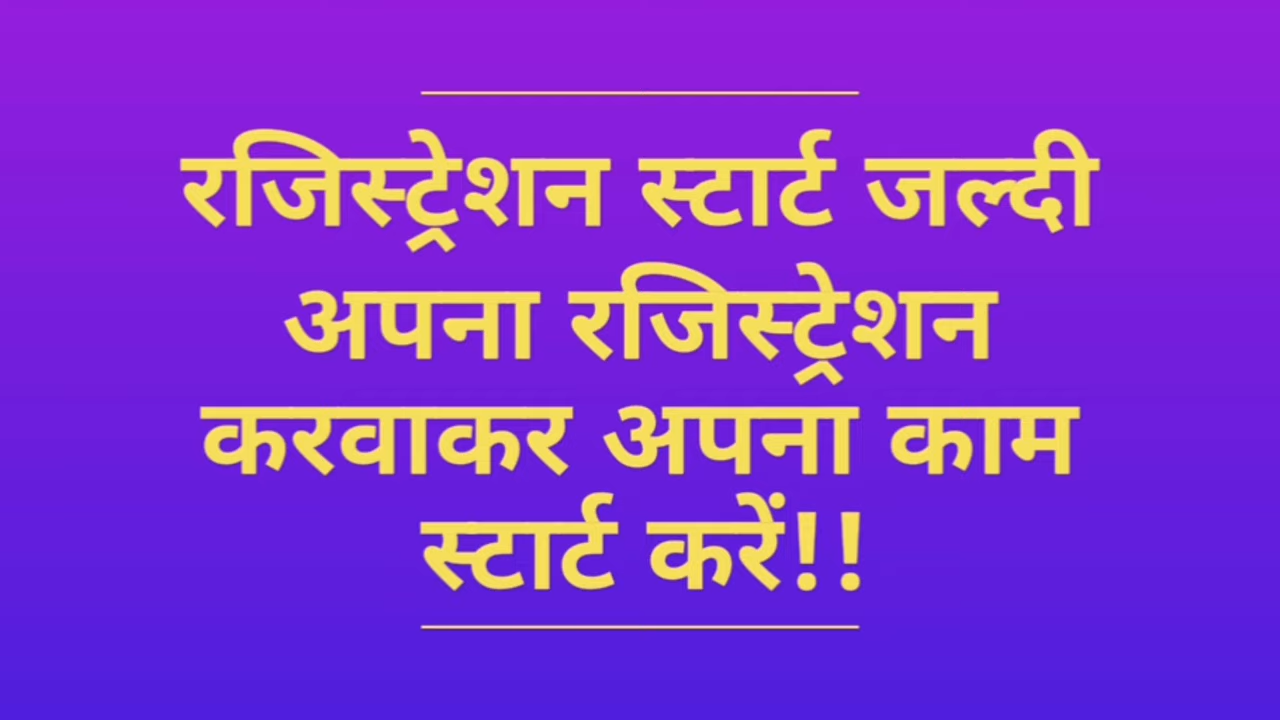 रजिस्ट्रेशन स्टार्ट जल्दी
अपना रजिस्ट्रेशन
करवाकर अपना काम
स्टार्ट करें!!